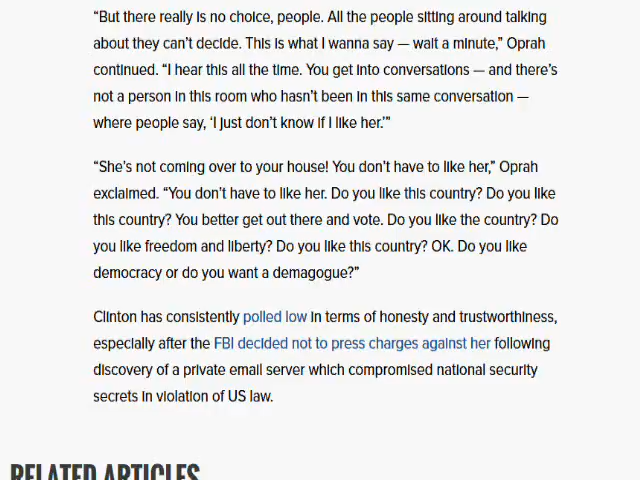 “But there really is no choice, people. All the people sitting around talking
about they can’t decide. This is what I wanna say — wait a minute,” Oprah
continued. “I hear this all the time. You get into conversations — and there’s
not a person in this room who hasn’t been in this same conversation —
where people say, ‘I just don’t know if I like her.’”
“She’s not coming over to your house! You don’t have to like her,” Oprah
exclaimed. “You don’t have to like her. Do you like this country? Do you like
this country? You better get out there and vote. Do you like the country? Do
you like freedom and liberty? Do you like this country? OK. Do you like
democracy or do you want a demagogue?”
Clinton has consistently polled low in terms of honesty and trustworthiness,
especially after the FBI decided not to press charges against her following
discovery of a private email server which compromised national security
secrets in violation of US law.
RELATED ARTICLES